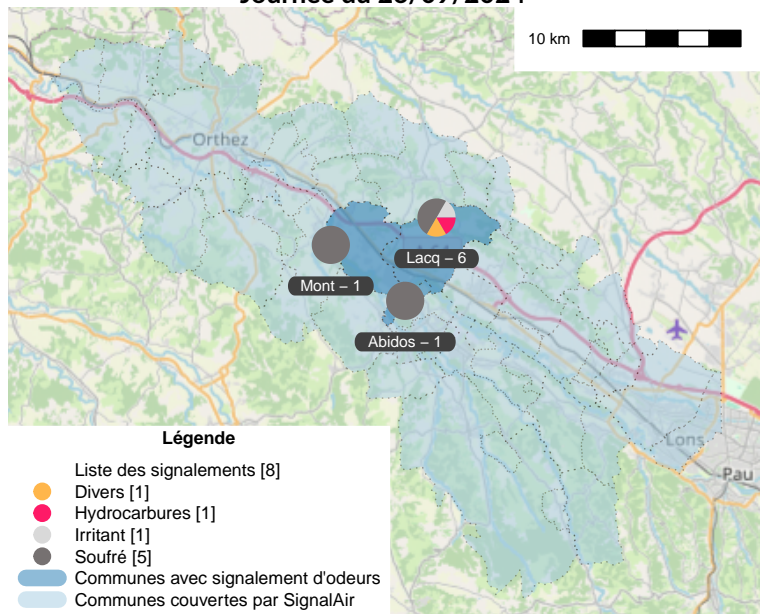 10 km
Orthez
Lacq – 6
Mont – 1
Abidos – 1
Légende
Liste des signalements [8]
Divers [1]
Hydrocarbures [1]
Irritant [1]
Soufré [5]
Communes avec signalement d'odeurs
Communes couvertes par SignalAir
Lons
Pau